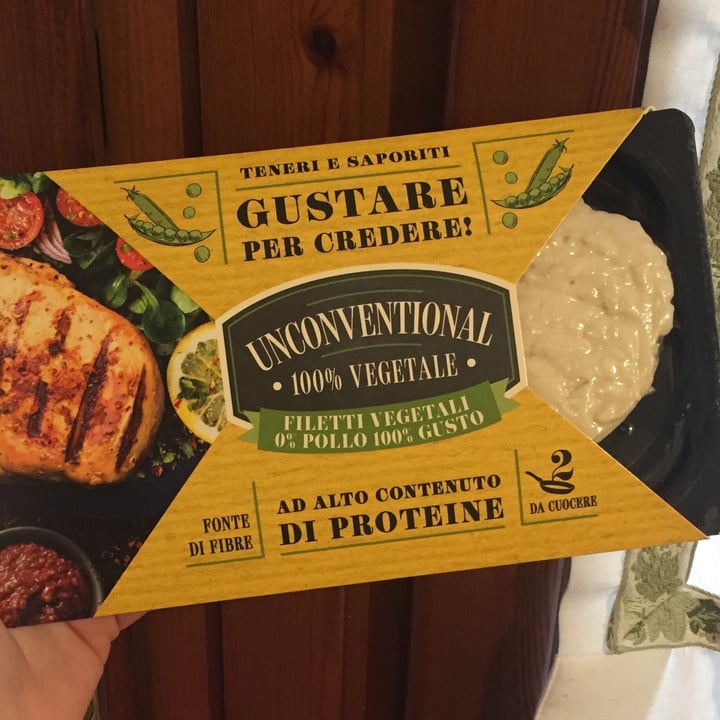 TENERI E SAPORITI
GUSTARE
PER CREDERE!
UNCONVENTIONAL
• 100% VEGETALE •
FILETTI VEGETALI
0% POLLO 100% GUSTO
FONTE
DI FIBRE
AD ALTO CONTENUTO
DI PROTEINE
2
DA CUOCERE